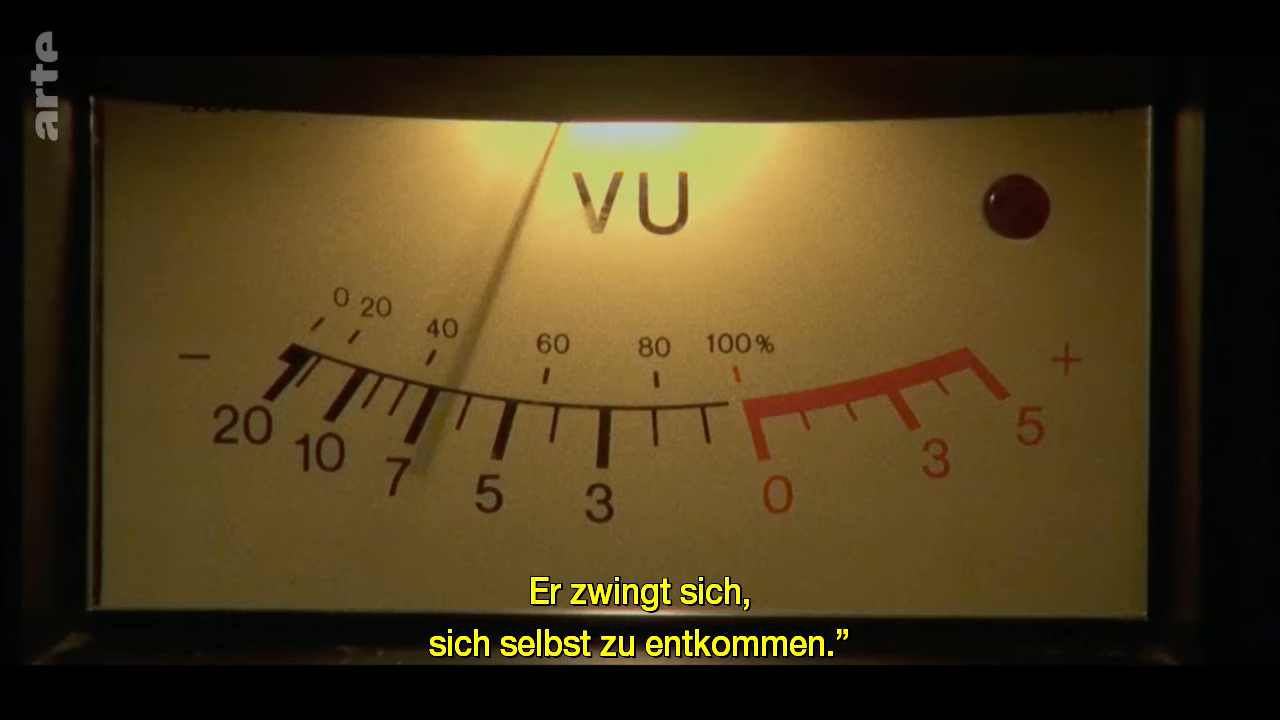 arte
VU
0 20 40 60 80 100%
− +
20 10 7 5 3 0 3 5
Er zwingt sich,
sich selbst zu entkommen.”